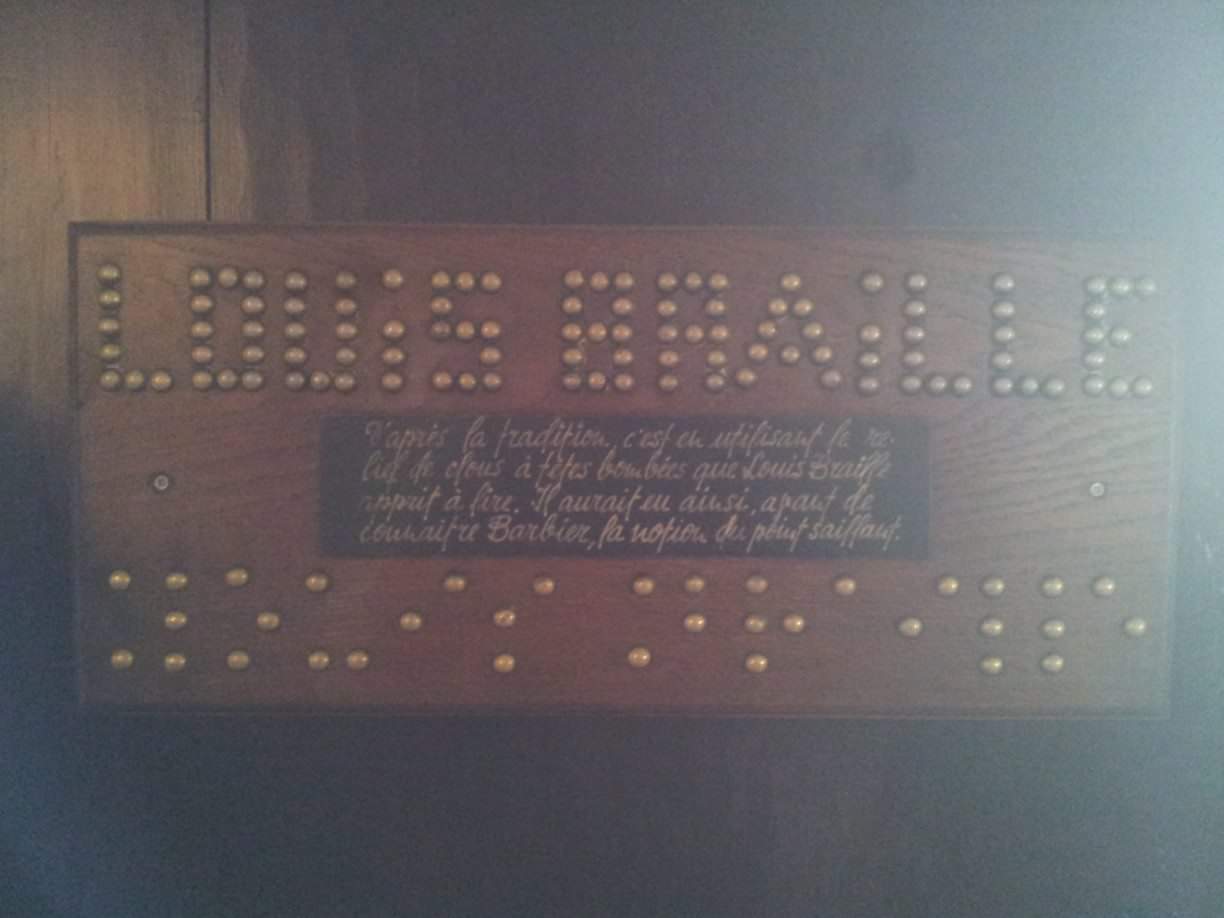 LOUIS BRAILLE
D'après la tradition, c'est en utilisant le re-
lief de clous à têtes bombées que Louis Braille
apprit à lire. Il aurait eu ainsi, avant de
connaitre Barbier, la notion du point saillant.
⠨⠇⠕⠥⠊⠎ ⠨⠃⠗⠁⠊⠇⠇⠑